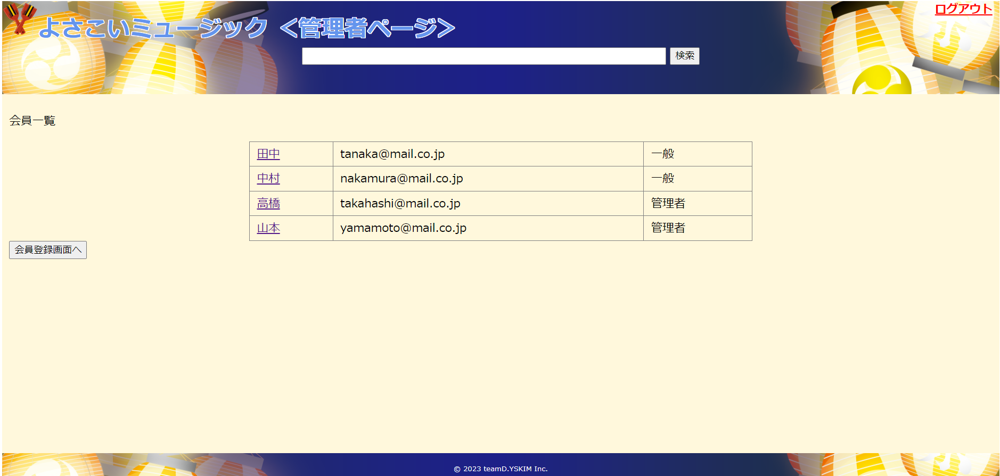 ログアウト
よさこいミュージック ＜管理者ページ＞
検索
会員一覧
田中 tanaka@mail.co.jp 一般
中村 nakamura@mail.co.jp 一般
高橋 takahashi@mail.co.jp 管理者
山本 yamamoto@mail.co.jp 管理者
会員登録画面へ
© 2023 teamD.YSKIM Inc.